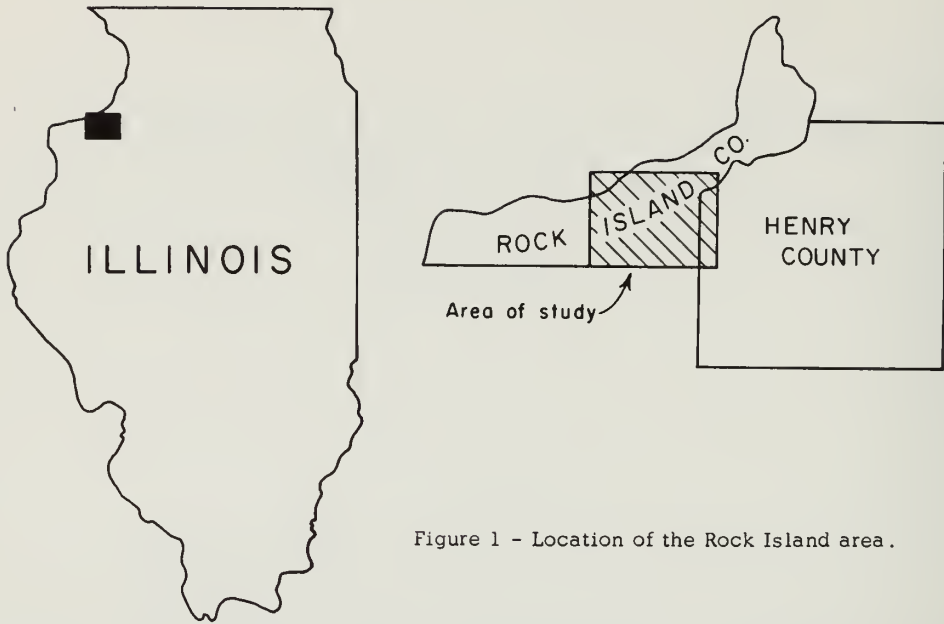 ILLINOIS
ROCK ISLAND CO.
HENRY
COUNTY
Area of study
Figure 1 - Location of the Rock Island area.